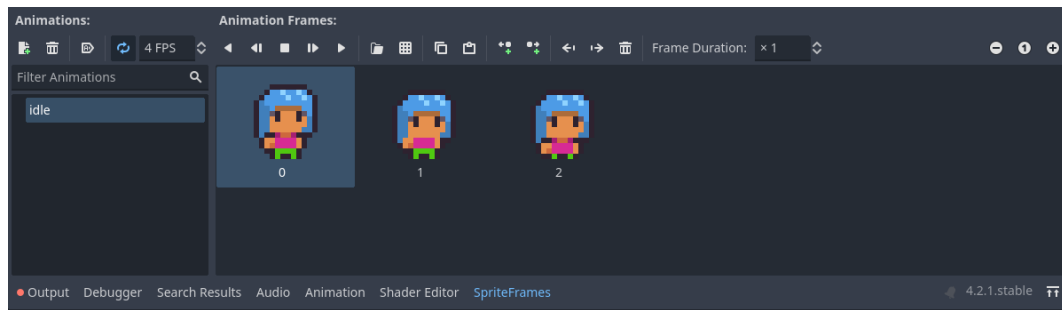 Animations: Animation Frames:
4 FPS Frame Duration: × 1
Filter Animations
idle
0 1 2
Output Debugger Search Results Audio Animation Shader Editor SpriteFrames 4.2.1.stable